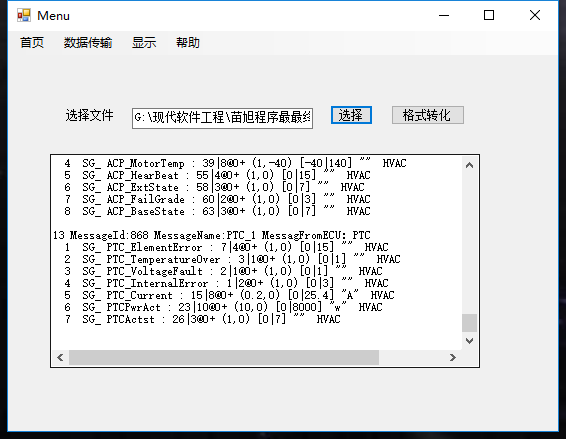 Menu
首页 数据传输 显示 帮助
选择文件 G:\现代软件工程\苗旭程序最最终 选择 格式转化
4 SG_ ACP_MotorTemp : 39|8@0+ (1,-40) [-40|140] "" HVAC
5 SG_ ACP_HearBeat : 55|4@0+ (1,0) [0|15] "" HVAC
6 SG_ ACP_ExtState : 58|3@0+ (1,0) [0|7] "" HVAC
7 SG_ ACP_FailGrade : 60|2@0+ (1,0) [0|3] "" HVAC
8 SG_ ACP_BaseState : 63|3@0+ (1,0) [0|7] "" HVAC
13 MessageId:868 MessageName:PTC_1 MessagFromECU: PTC
1 SG_ PTC_ElementError : 7|4@0+ (1,0) [0|15] "" HVAC
2 SG_ PTC_TemperatureOver : 3|1@0+ (1,0) [0|1] "" HVAC
3 SG_ PTC_VoltageFault : 2|1@0+ (1,0) [0|1] "" HVAC
4 SG_ PTC_InternalError : 1|2@0+ (1,0) [0|3] "" HVAC
5 SG_ PTC_Current : 15|8@0+ (0.2,0) [0|25.4] "A" HVAC
6 SG_ PTCPwrAct : 23|10@0+ (10,0) [0|8000] "w" HVAC
7 SG_ PTCActst : 26|3@0+ (1,0) [0|7] "" HVAC